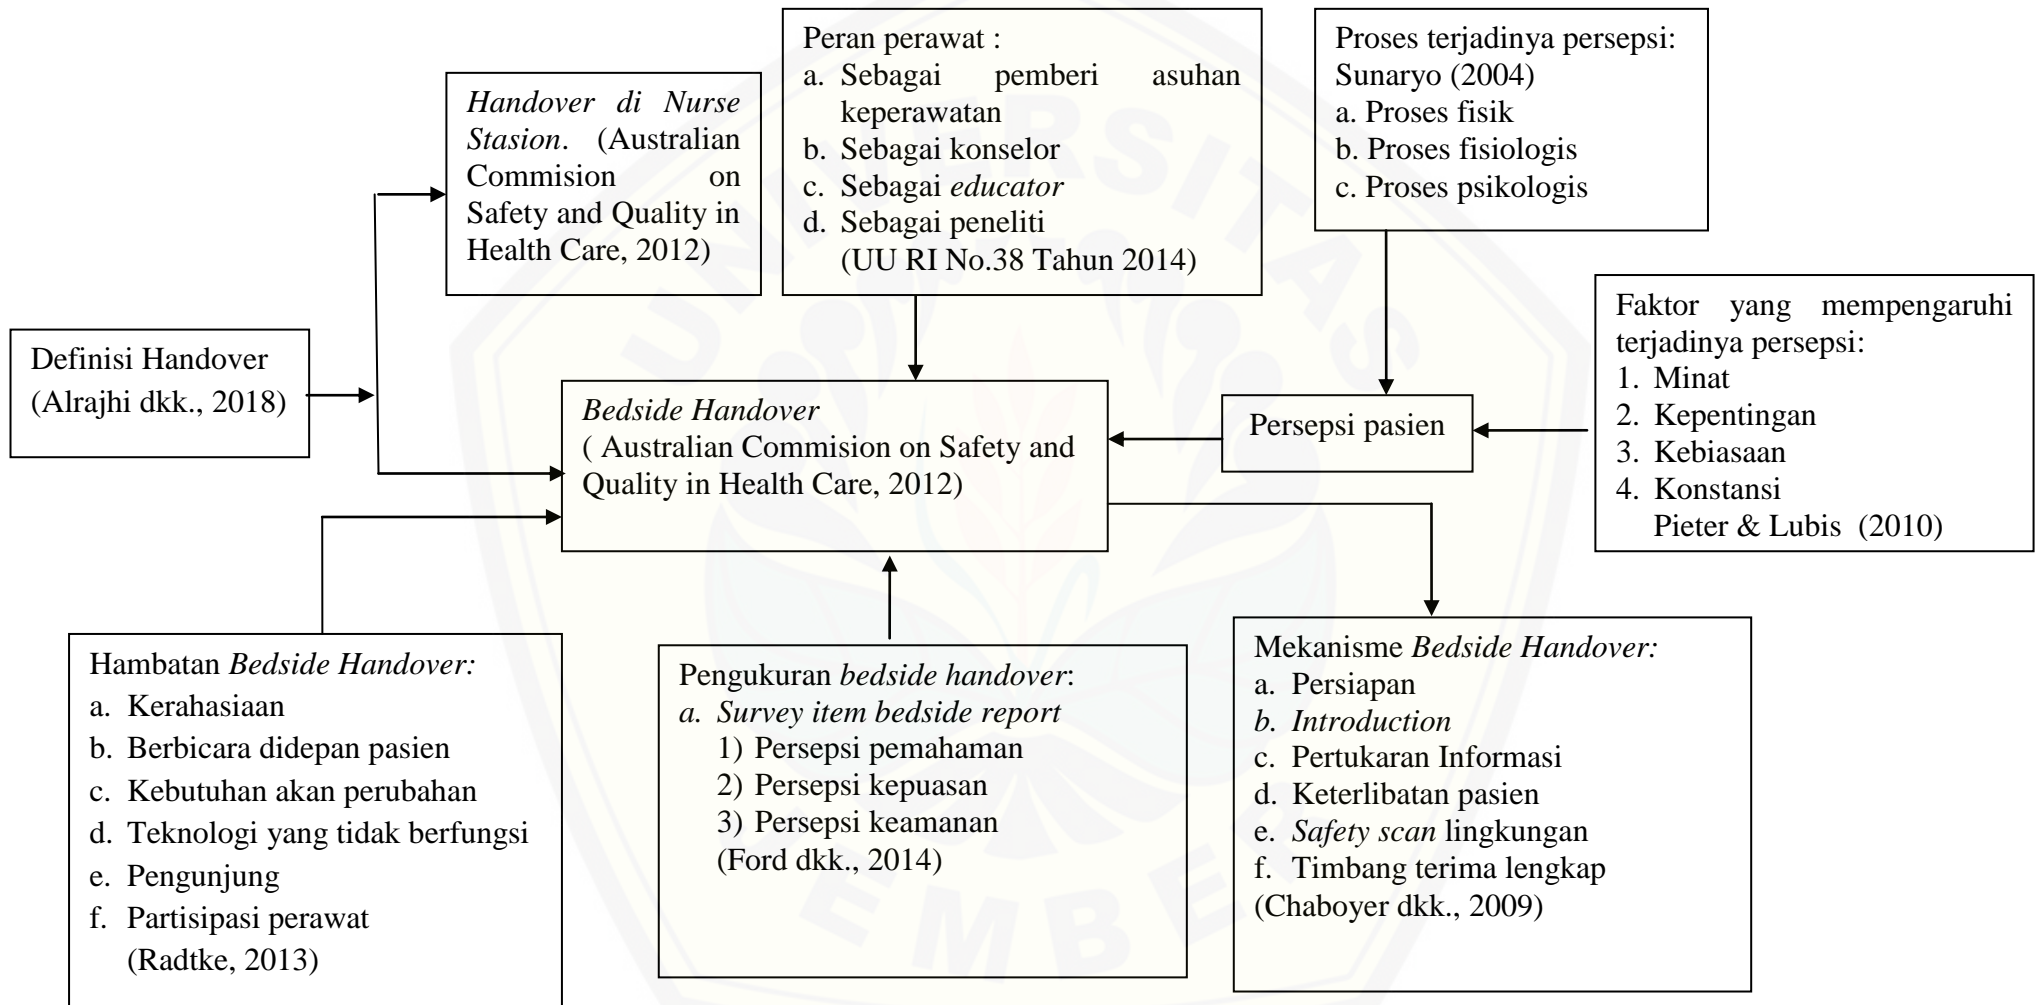 Peran perawat :
a. Sebagai pemberi asuhan
keperawatan
b. Sebagai konselor
c. Sebagai educator
d. Sebagai peneliti
(UU RI No.38 Tahun 2014)
Proses terjadinya persepsi:
Sunaryo (2004)
a. Proses fisik
b. Proses fisiologis
c. Proses psikologis
Handover di Nurse
Stasion. (Australian
Commision on
Safety and Quality in
Health Care, 2012)
Faktor yang mempengaruhi
terjadinya persepsi:
1. Minat
2. Kepentingan
3. Kebiasaan
4. Konstansi
Pieter & Lubis (2010)
Definisi Handover
(Alrajhi dkk., 2018)
Bedside Handover
( Australian Commision on Safety and
Quality in Health Care, 2012)
Persepsi pasien
Hambatan Bedside Handover:
a. Kerahasiaan
b. Berbicara didepan pasien
c. Kebutuhan akan perubahan
d. Teknologi yang tidak berfungsi
e. Pengunjung
f. Partisipasi perawat
(Radtke, 2013)
Pengukuran bedside handover:
a. Survey item bedside report
1) Persepsi pemahaman
2) Persepsi kepuasan
3) Persepsi keamanan
(Ford dkk., 2014)
Mekanisme Bedside Handover:
a. Persiapan
b. Introduction
c. Pertukaran Informasi
d. Keterlibatan pasien
e. Safety scan lingkungan
f. Timbang terima lengkap
(Chaboyer dkk., 2009)
UNIVERSITAS
JEMBER